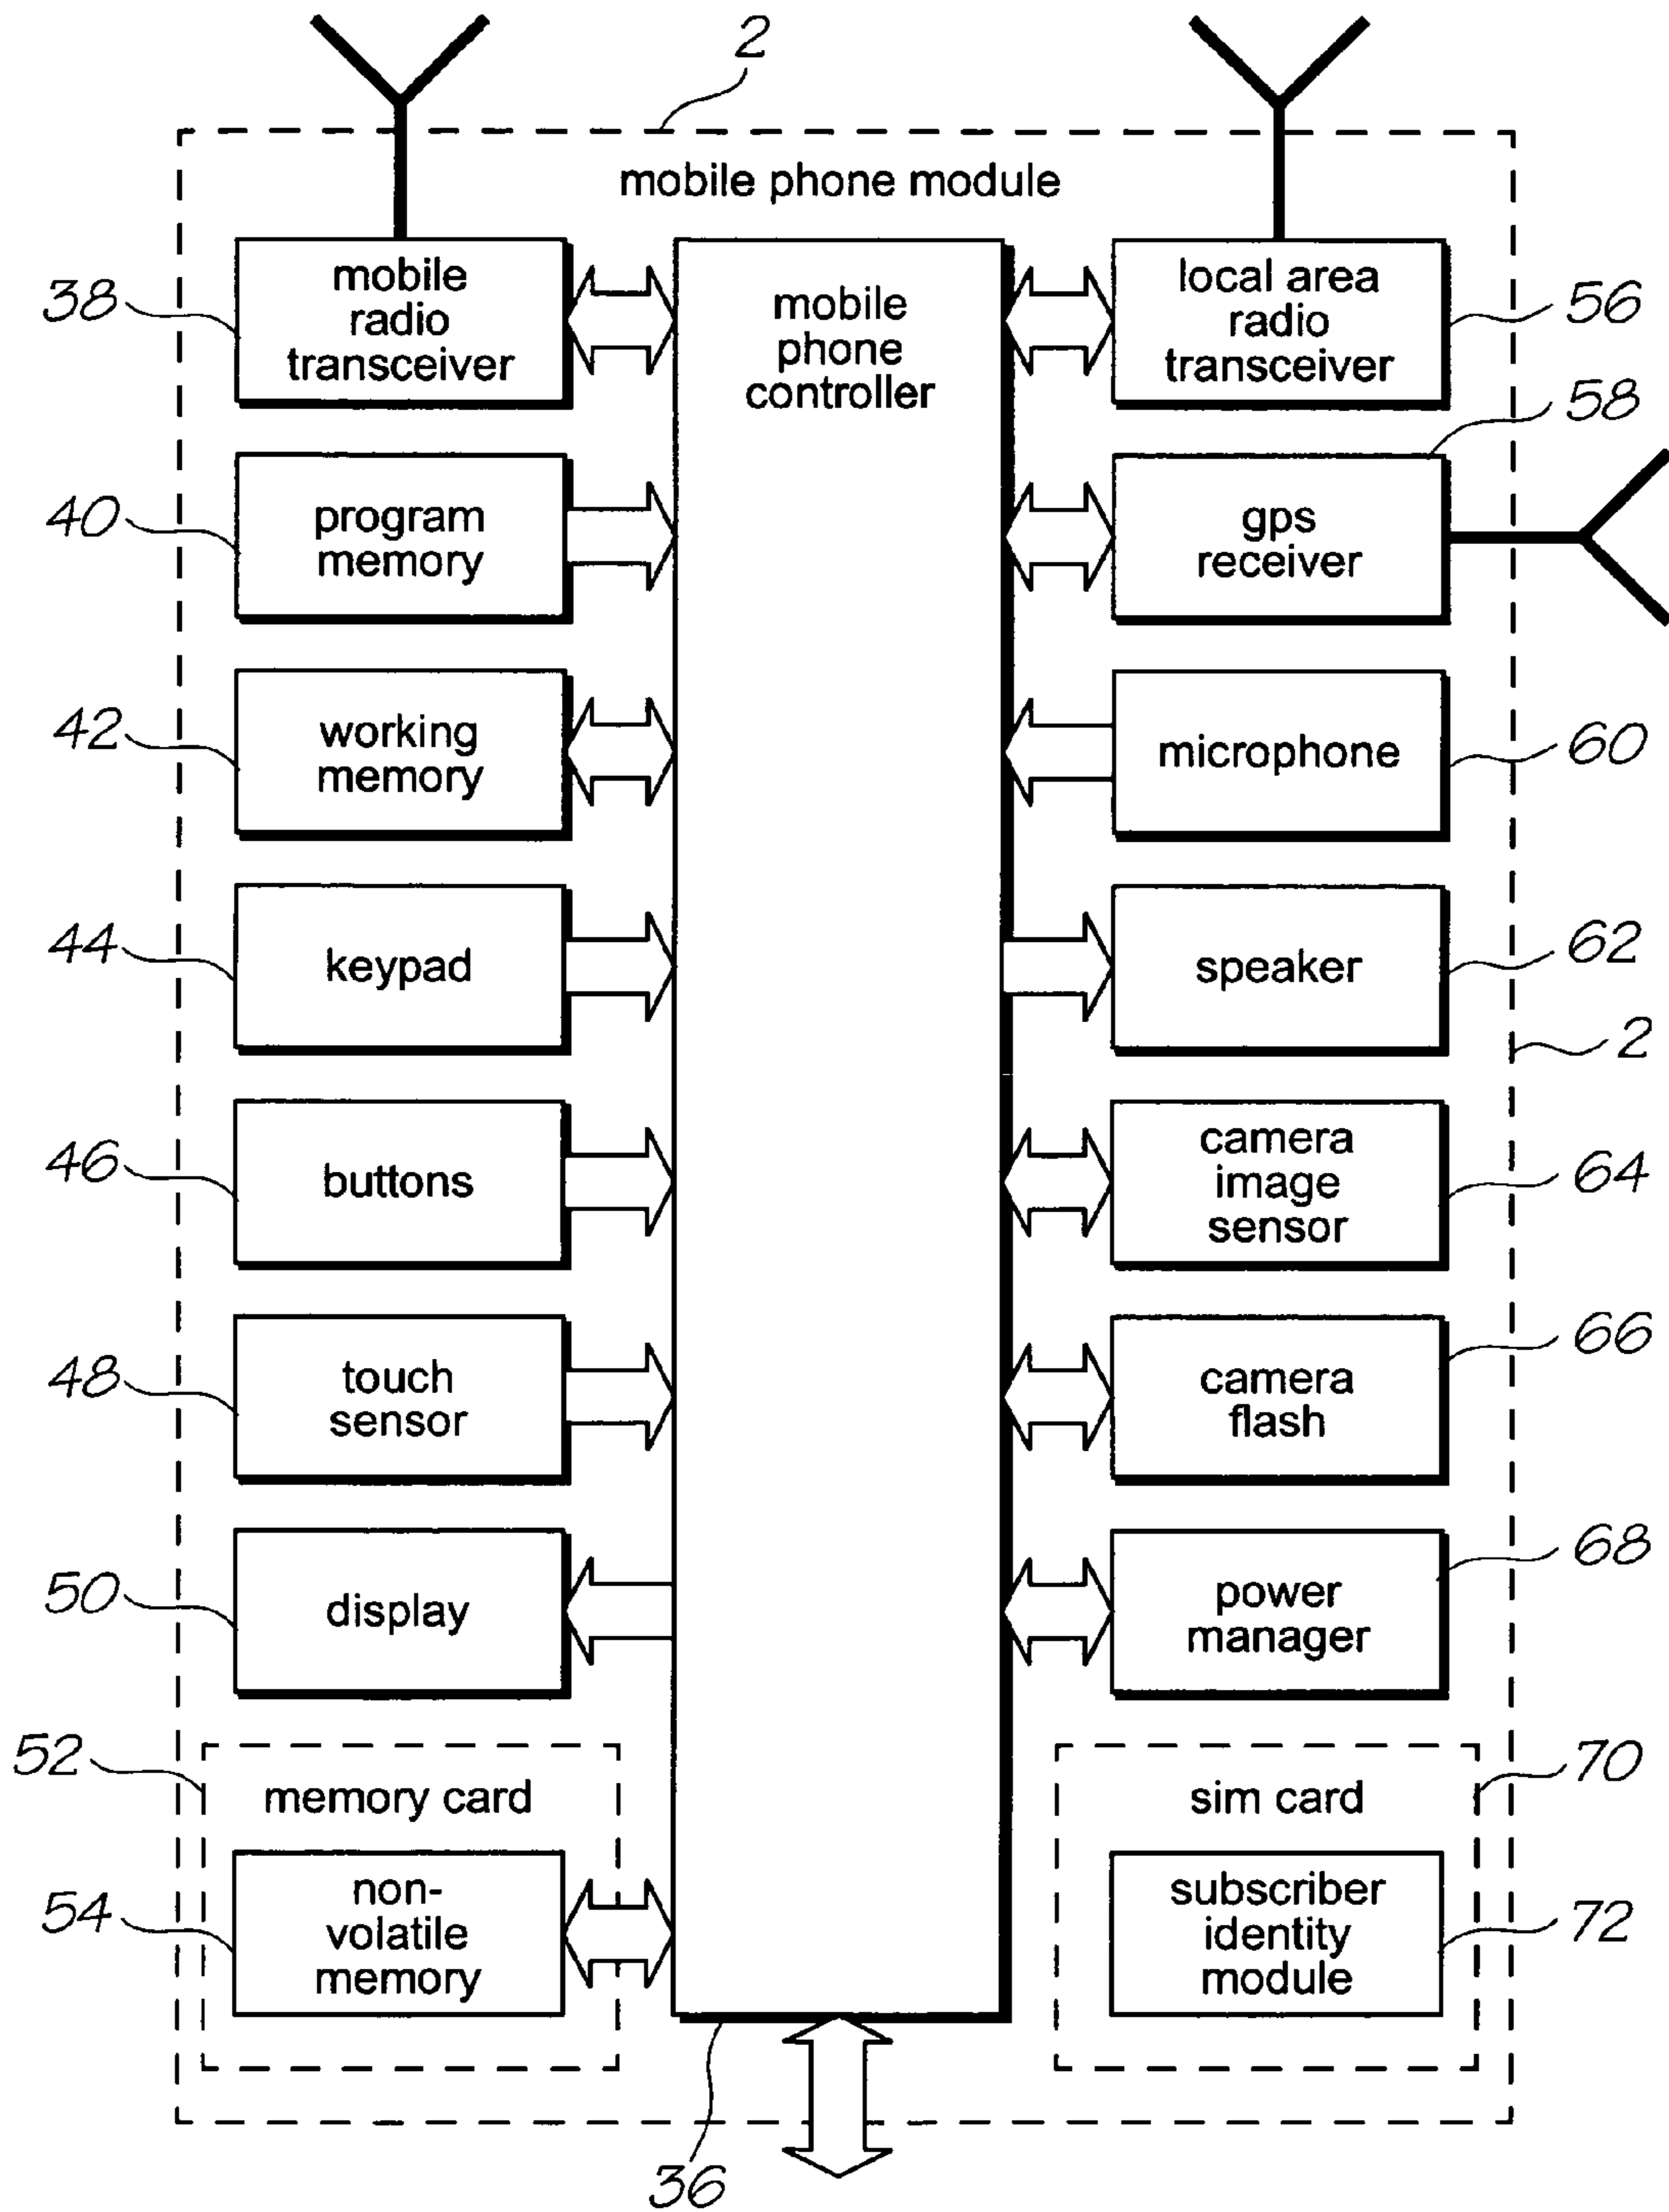 2
mobile phone module
38
mobile
radio
transceiver
mobile
phone
controller
local area
radio
transceiver
56
58
40
program
memory
gps
receiver
42
working
memory
microphone
60
44
keypad
speaker
62
2
46
buttons
camera
image
sensor
64
48
touch
sensor
camera
flash
66
50
display
power
manager
68
52
memory card
sim card
70
54
non-
volatile
memory
subscriber
identity
module
72
36